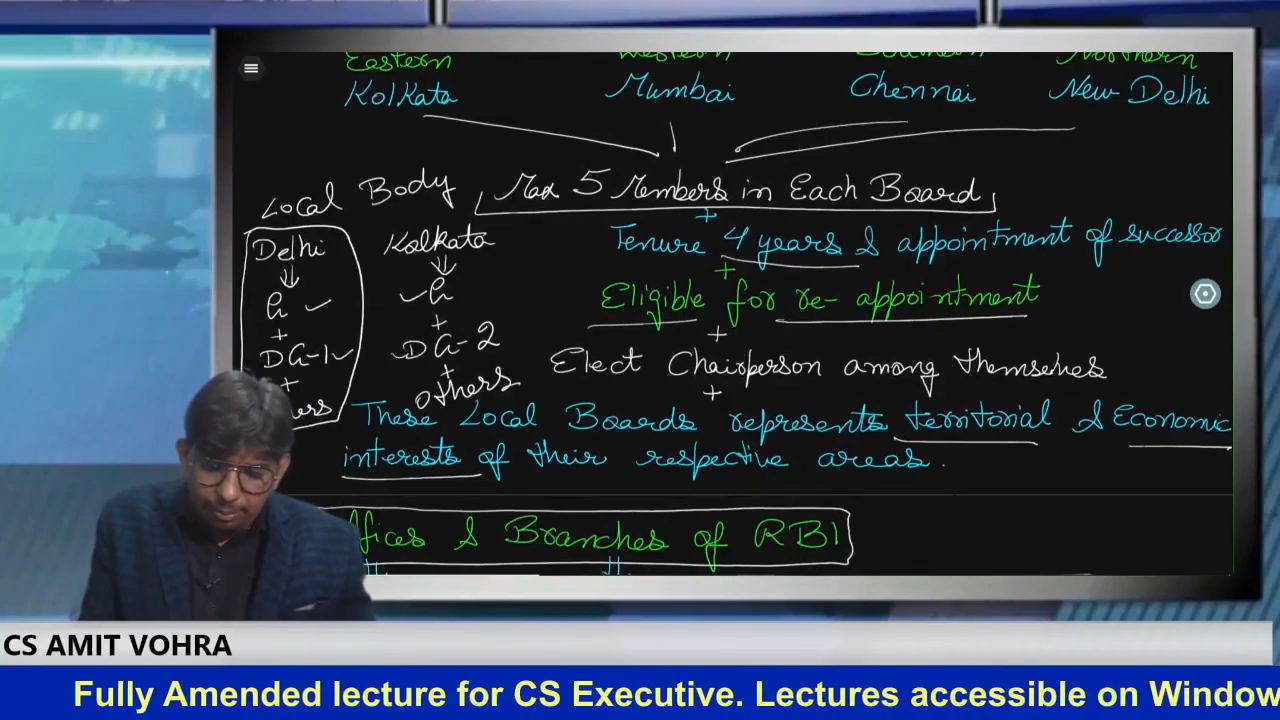 Eastern Western Southern Northern
Kolkata Mumbai Chennai New Delhi
Local Body
Max 5 Members in Each Board
+
Delhi
⇓
G ✓
+
DG-1 ✓
+
Kolkata
⇓
✓ G
+
✓ DG-2
+
others
Tenure 4 years & appointment of successor
+
Eligible for re-appointment
+
Elect Chairperson among themselves
+
These Local Boards represents territorial & Economic
interests of their respective areas.
Branches of RBI
CS AMIT VOHRA
Fully Amended lecture for CS Executive. Lectures accessible on Window